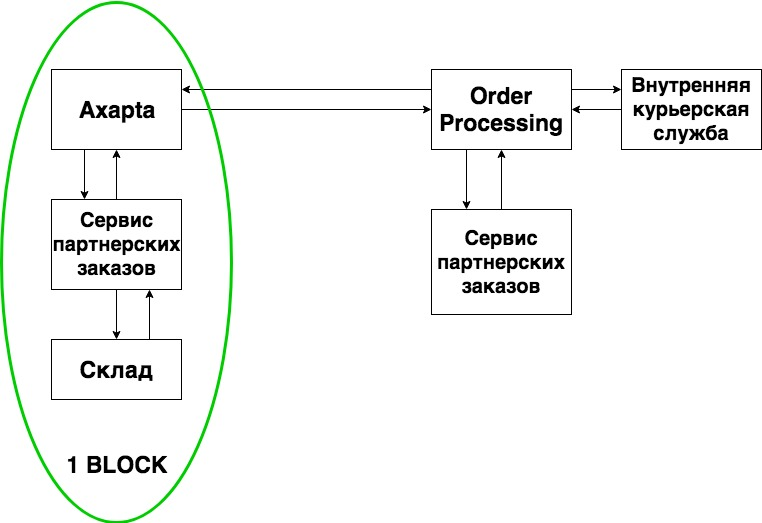 Axapta
Order
Processing
Внутренняя
курьерская
служба
Сервис
партнерских
заказов
Сервис
партнерских
заказов
Склад
1 BLOCK